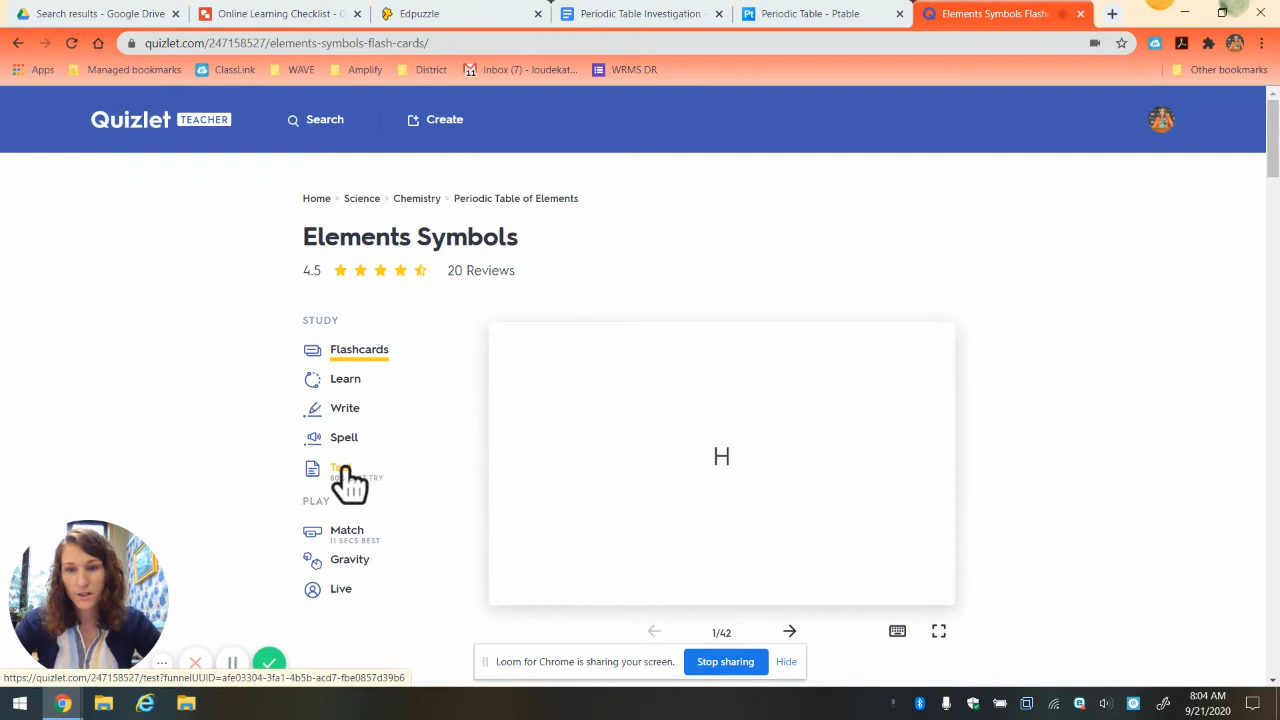 Search results - Google Drive
Online Learning Checklist - G
Edpuzzle
Periodic Table Investigation -
Periodic Table - Ptable
Elements Symbols Flash
quizlet.com/247158527/elements-symbols-flash-cards/
Apps
Managed bookmarks
ClassLink
WAVE
Amplify
District
11
Inbox (7) - loudekat...
WRMS DR
Other bookmarks
Quizlet TEACHER
Search
Create
Home > Science > Chemistry > Periodic Table of Elements
Elements Symbols
4.5
20 Reviews
STUDY
Flashcards
Learn
Write
Spell
PLAY
Match
11 SECS BEST
Gravity
Live
H
1/42
Loom for Chrome is sharing your screen.
Stop sharing
Hide
https://quizlet.com/247158527/test?funnelUUID=afe03304-3fa1-4b5b-acd7-fbe0857d39b6
8:04 AM
9/21/2020